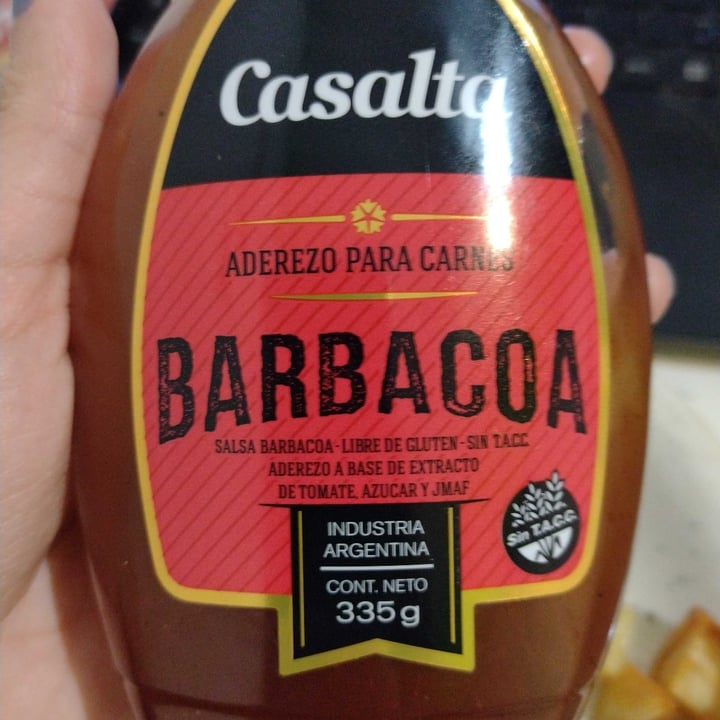 Casalta
ADEREZO PARA CARNES
BARBACOA
SALSA BARBACOA - LIBRE DE GLUTEN - SIN T.A.C.C.
ADEREZO A BASE DE EXTRACTO
DE TOMATE, AZUCAR Y JMAF
Sin T.A.C.C.
INDUSTRIA
ARGENTINA
CONT. NETO
335g